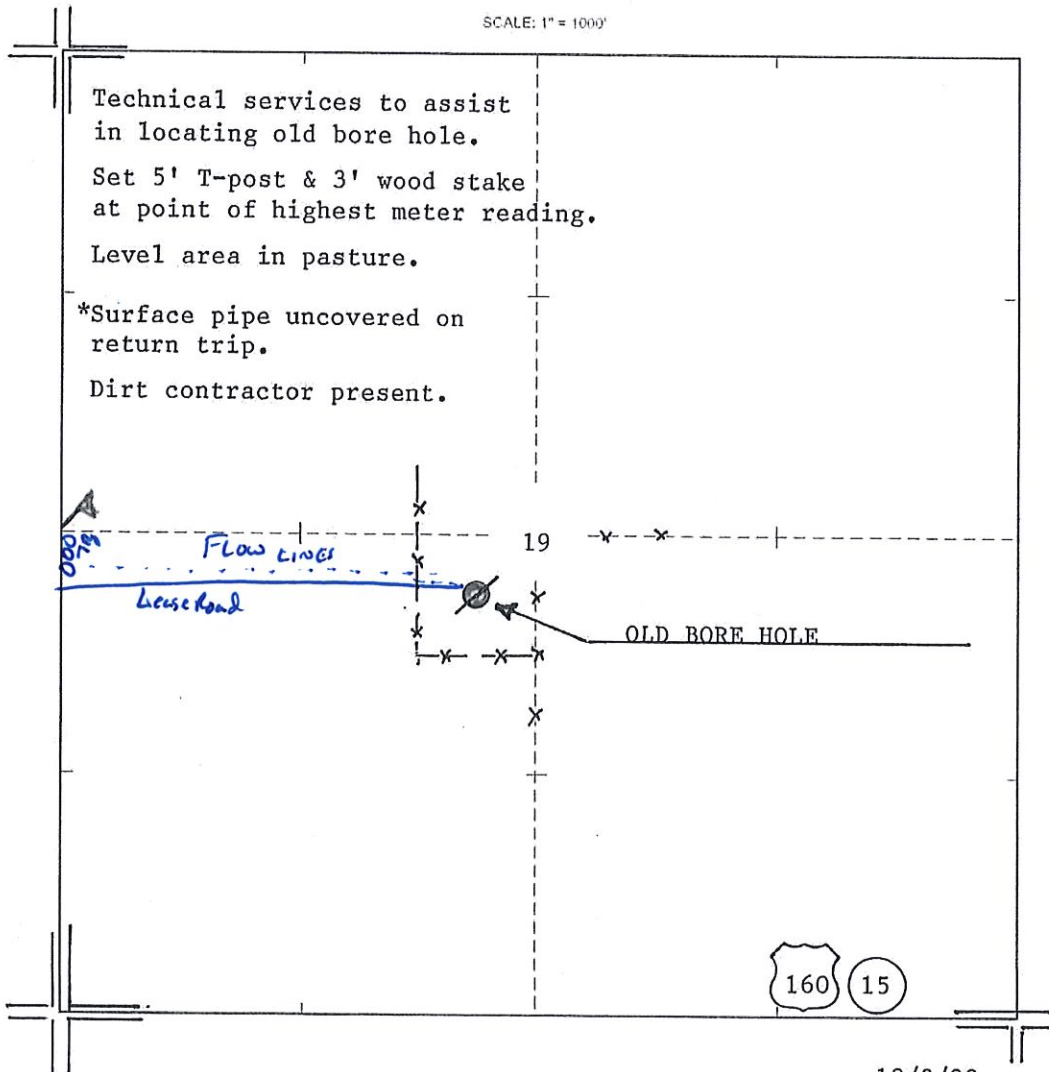 SCALE: 1" = 1000'
Technical services to assist
in locating old bore hole.
Set 5' T-post & 3' wood stake
at point of highest meter reading.
Level area in pasture.
*Surface pipe uncovered on
return trip.
Dirt contractor present.
19
FLOW LINES
Lease Road
OLD BORE HOLE
160
15